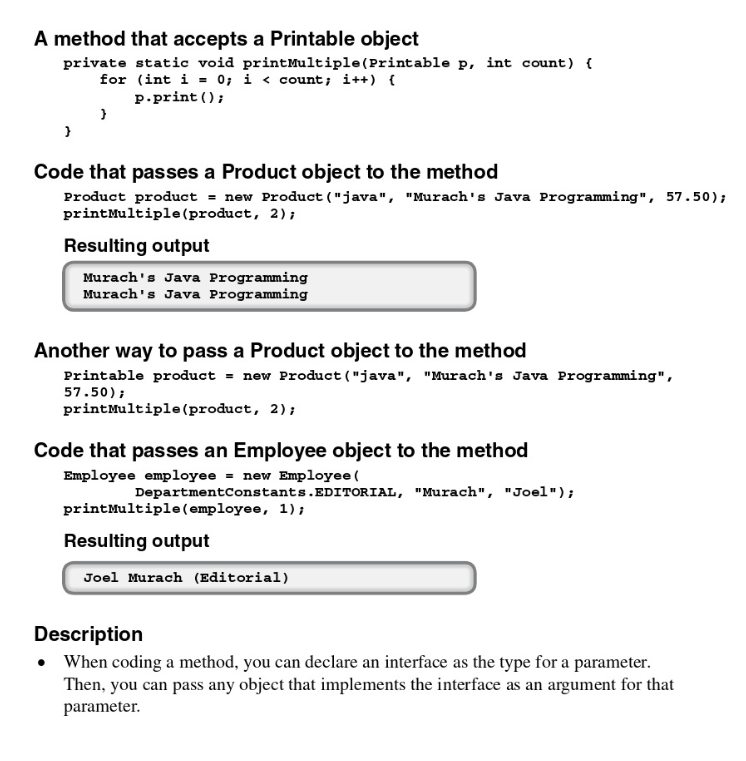 A method that accepts a Printable object
private static void printMultiple(Printable p, int count) {
    for (int i = 0; i < count; i++) {
        p.print();
    }
}
Code that passes a Product object to the method
Product product = new Product("java", "Murach's Java Programming", 57.50);
printMultiple(product, 2);
Resulting output
Murach's Java Programming
Murach's Java Programming
Another way to pass a Product object to the method
Printable product = new Product("java", "Murach's Java Programming",
57.50);
printMultiple(product, 2);
Code that passes an Employee object to the method
Employee employee = new Employee(
        DepartmentConstants.EDITORIAL, "Murach", "Joel");
printMultiple(employee, 1);
Resulting output
Joel Murach (Editorial)
Description
• When coding a method, you can declare an interface as the type for a parameter.
Then, you can pass any object that implements the interface as an argument for that
parameter.